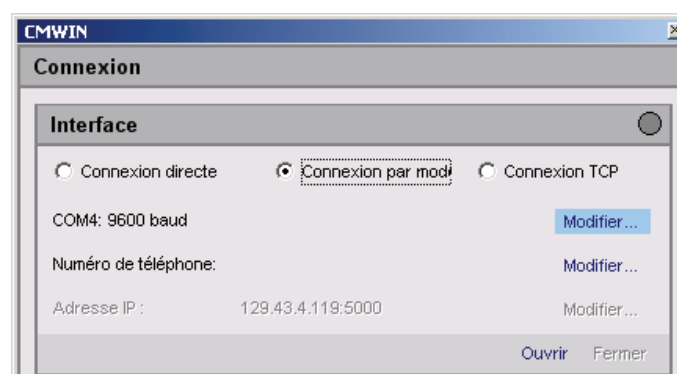 CMWIN
Connexion
Interface
Connexion directe Connexion par mod Connexion TCP
COM4: 9600 baud Modifier...
Numéro de téléphone: Modifier...
Adresse IP : 129.43.4.119:5000 Modifier...
Ouvrir Fermer